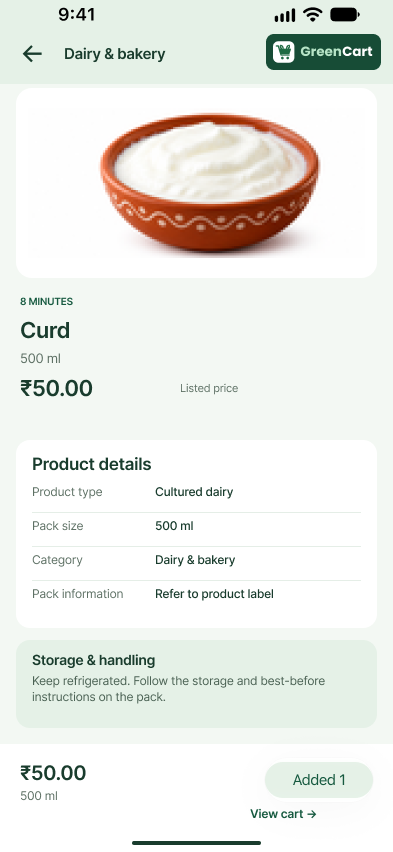 9:41
Dairy & bakery
GreenCart
8 MINUTES
Curd
500 ml
₹50.00 Listed price
Product details
Product type Cultured dairy
Pack size 500 ml
Category Dairy & bakery
Pack information Refer to product label
Storage & handling
Keep refrigerated. Follow the storage and best-before
instructions on the pack.
₹50.00
500 ml
Added 1
View cart →